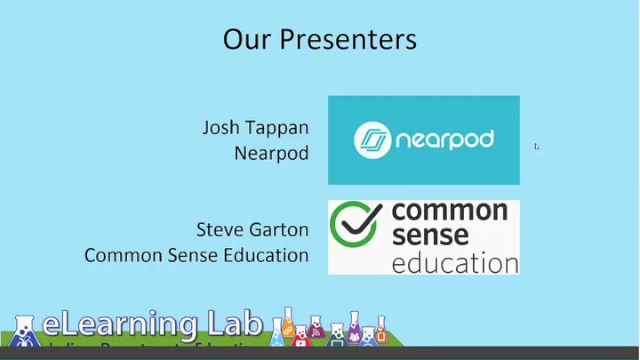 Our Presenters
Josh Tappan
Nearpod
nearpod
Steve Garton
Common Sense Education
common
sense
education
eLearning Lab